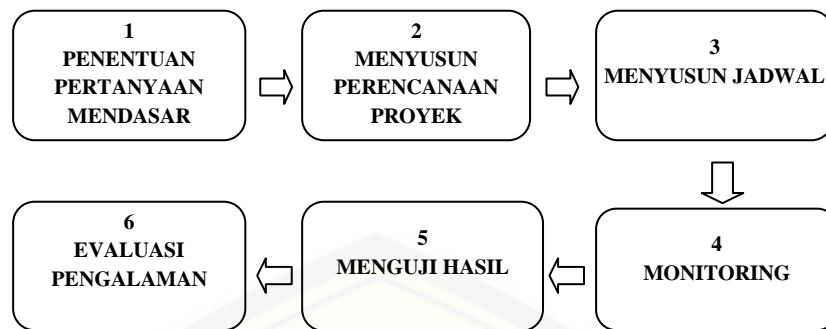 1
PENENTUAN
PERTANYAAN
MENDASAR
2
MENYUSUN
PERENCANAAN
PROYEK
3
MENYUSUN JADWAL
4
MONITORING
5
MENGUJI HASIL
6
EVALUASI
PENGALAMAN